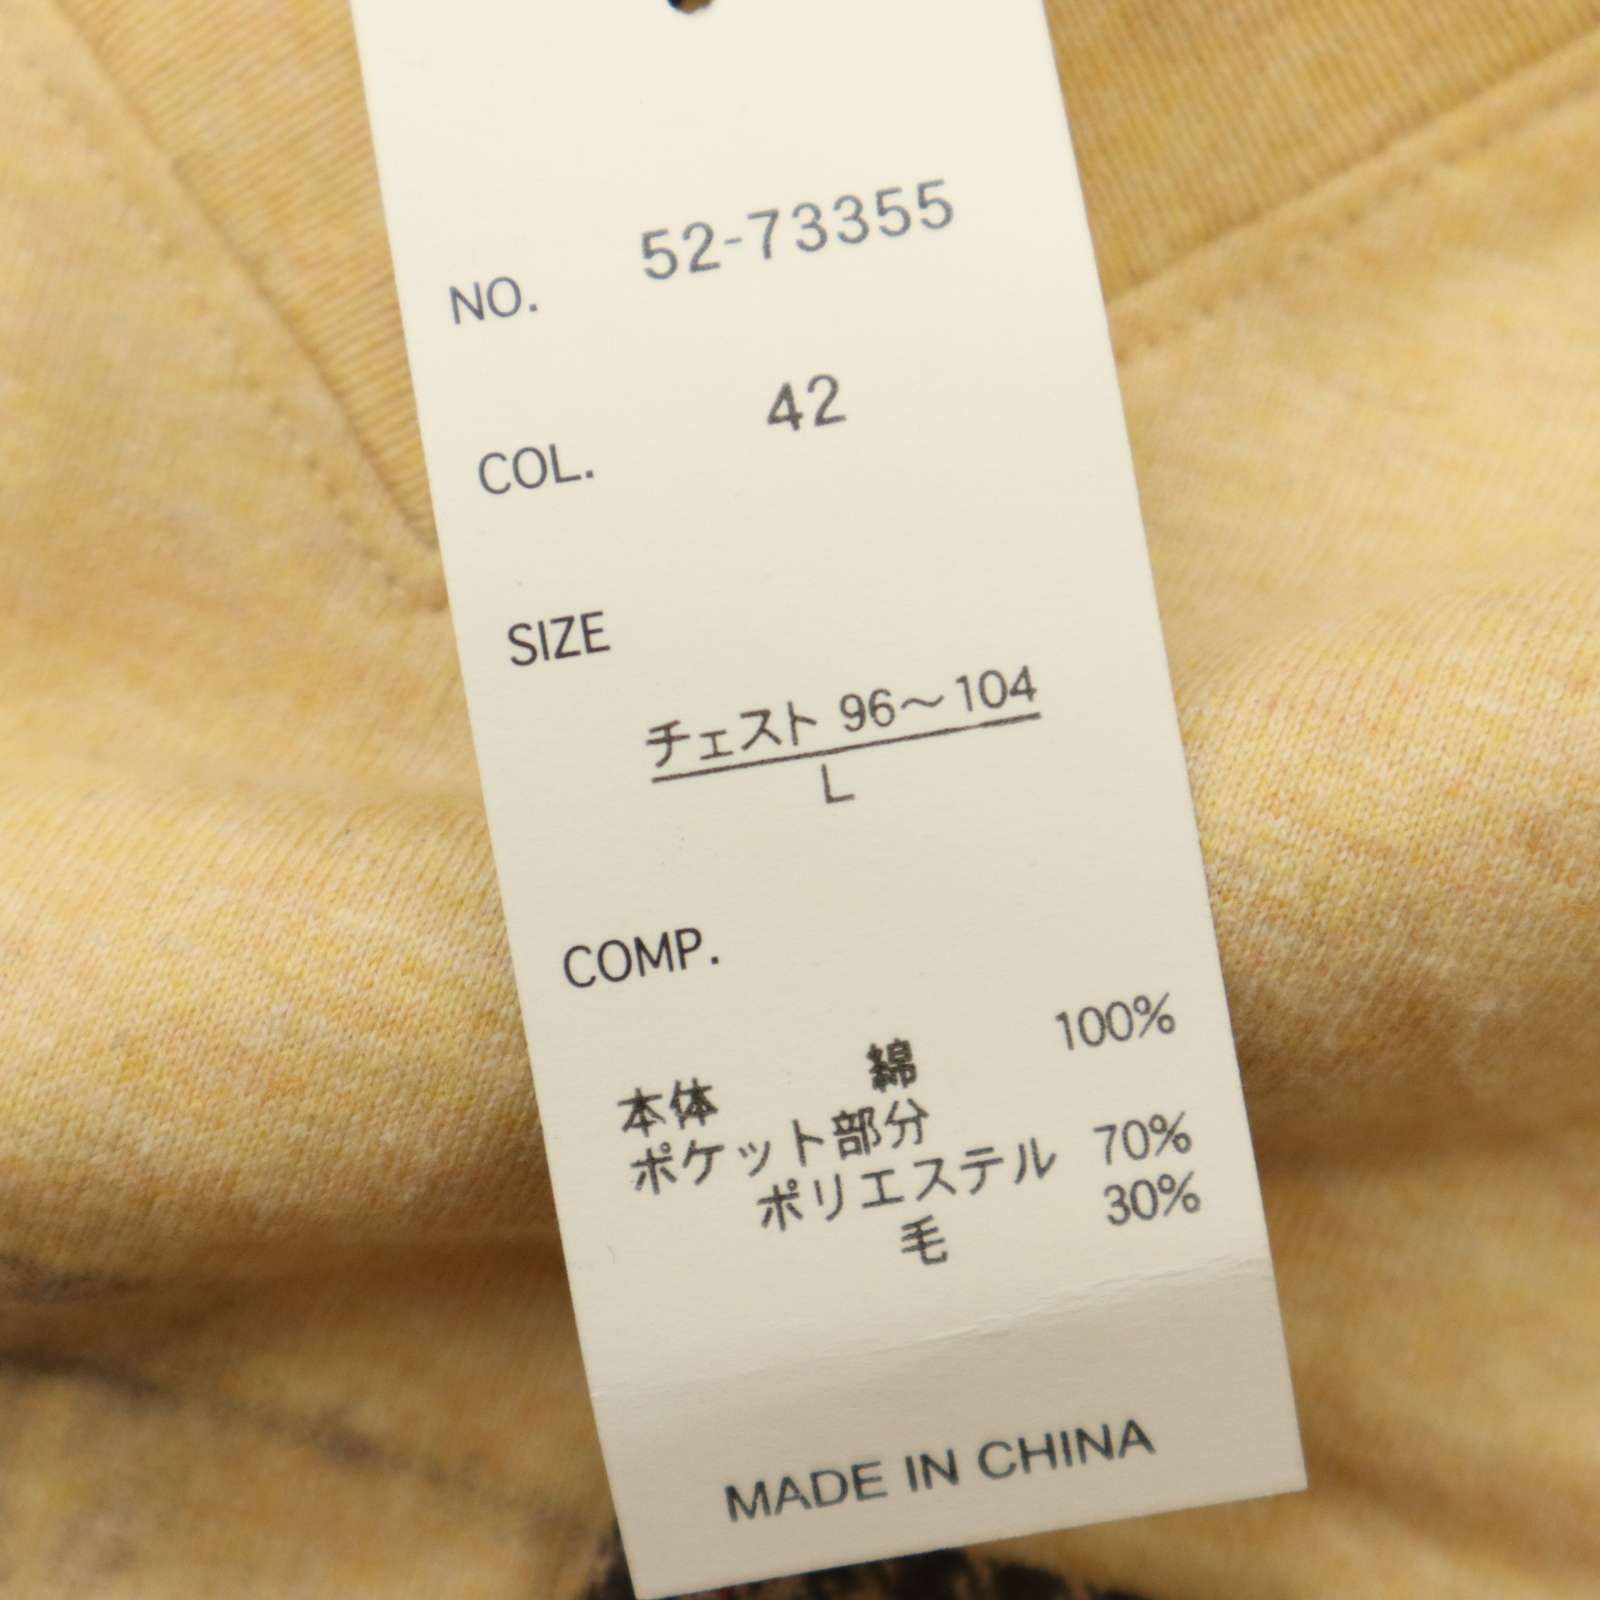 NO. 52-73355
COL. 42
SIZE
チェスト 96〜104
L
COMP.
本体 綿 100%
ポケット部分
ポリエステル 70%
毛 30%
MADE IN CHINA